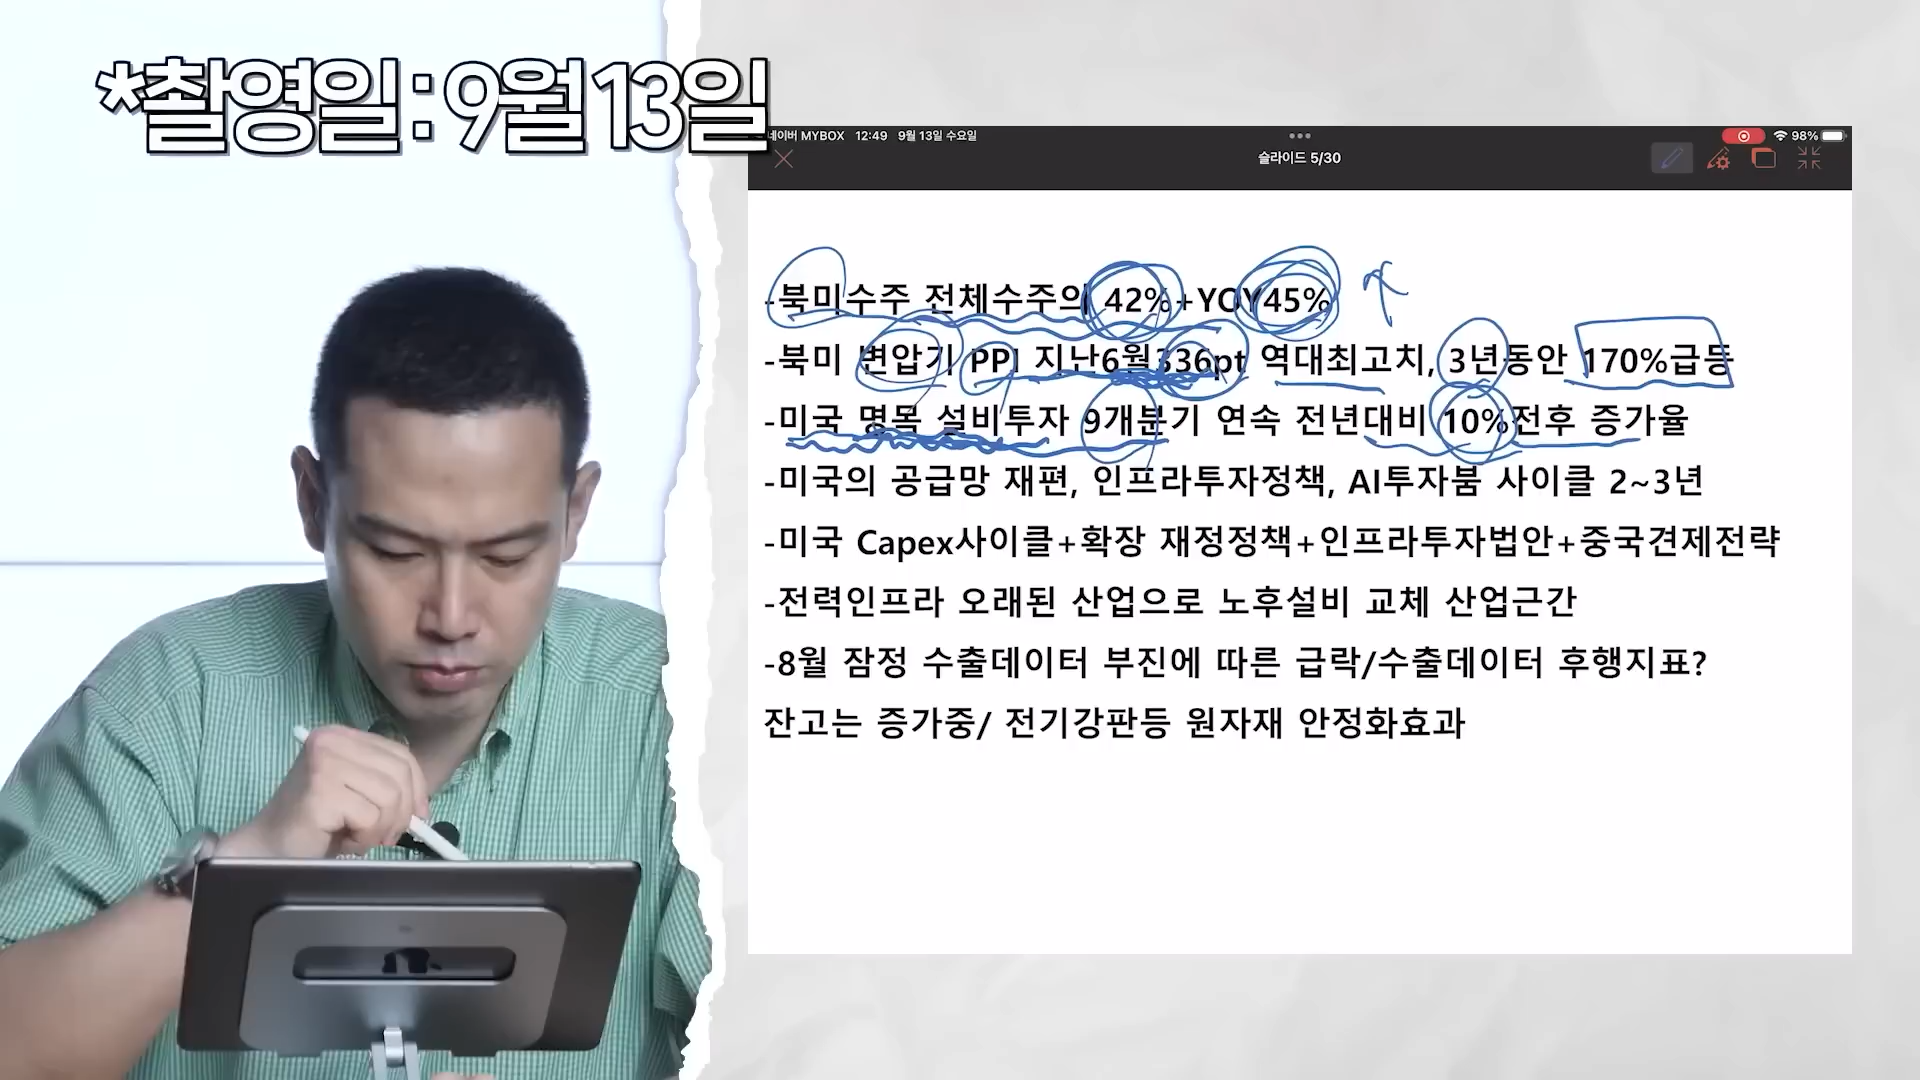 *촬영일:9월13일
네이버 MYBOX 12:49 9월 13일 수요일
98%
슬라이드 5/30
-북미수주 전체수주의 42%+YOY45%
-북미 변압기 PPI 지난6월336pt 역대최고치, 3년동안 170%급등
-미국 명목 설비투자 9개분기 연속 전년대비 10%전후 증가율
-미국의 공급망 재편, 인프라투자정책, AI투자붐 사이클 2~3년
-미국 Capex사이클+확장 재정정책+인프라투자법안+중국견제전략
-전력인프라 오래된 산업으로 노후설비 교체 산업근간
-8월 잠정 수출데이터 부진에 따른 급락/수출데이터 후행지표?
잔고는 증가중/ 전기강판등 원자재 안정화효과